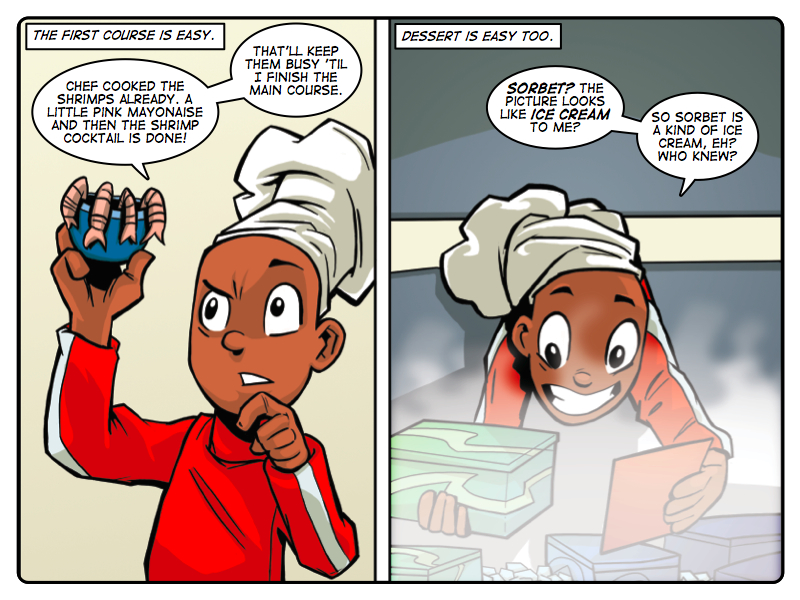 THE FIRST COURSE IS EASY.
CHEF COOKED THE
SHRIMPS ALREADY. A
LITTLE PINK MAYONAISE
AND THEN THE SHRIMP
COCKTAIL IS DONE!
THAT'LL KEEP
THEM BUSY 'TIL
I FINISH THE
MAIN COURSE.
DESSERT IS EASY TOO.
SORBET? THE
PICTURE LOOKS
LIKE ICE CREAM
TO ME?
SO SORBET IS
A KIND OF ICE
CREAM, EH?
WHO KNEW?